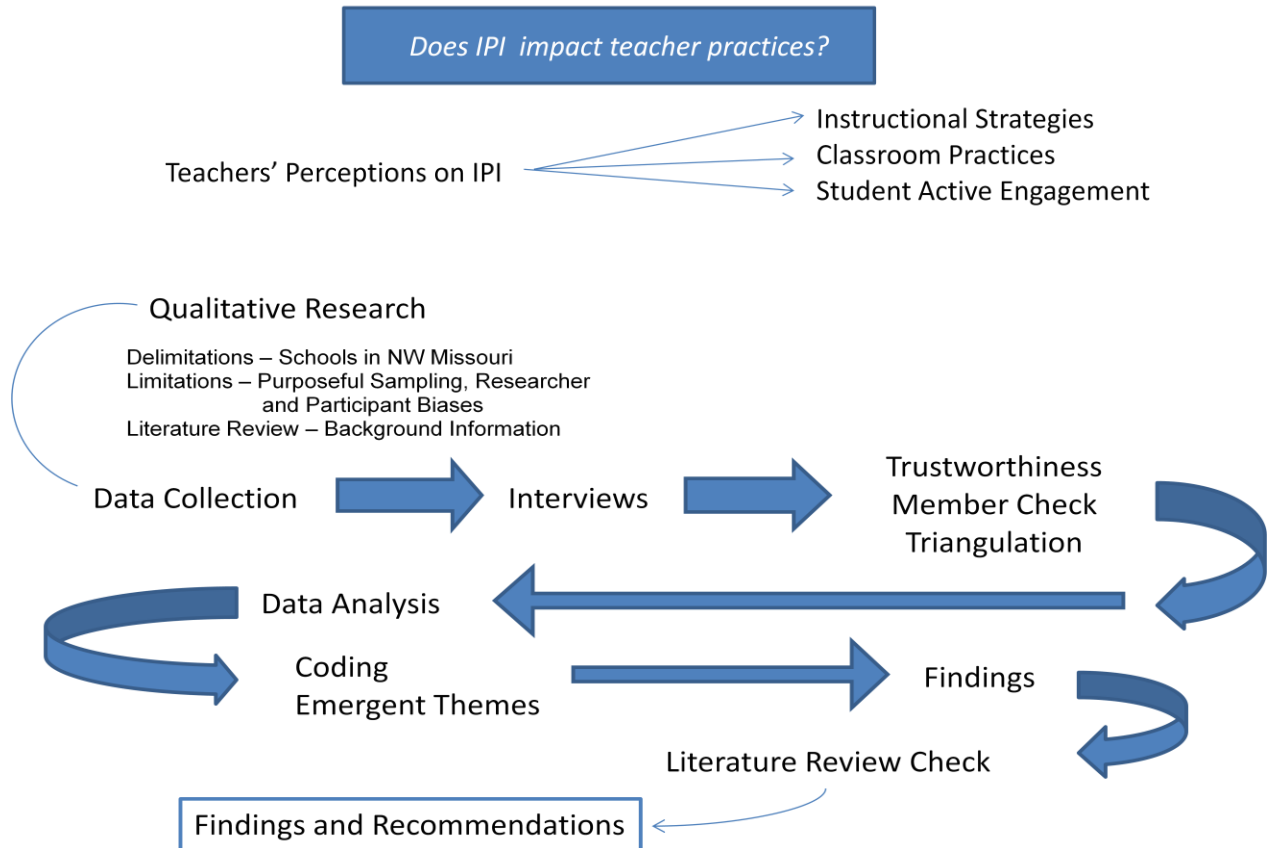 Does IPI impact teacher practices?
Teachers’ Perceptions on IPI
Instructional Strategies
Classroom Practices
Student Active Engagement
Qualitative Research
Delimitations – Schools in NW Missouri
Limitations – Purposeful Sampling, Researcher
and Participant Biases
Literature Review – Background Information
Data Collection
Interviews
Trustworthiness
Member Check
Triangulation
Data Analysis
Coding
Emergent Themes
Findings
Literature Review Check
Findings and Recommendations